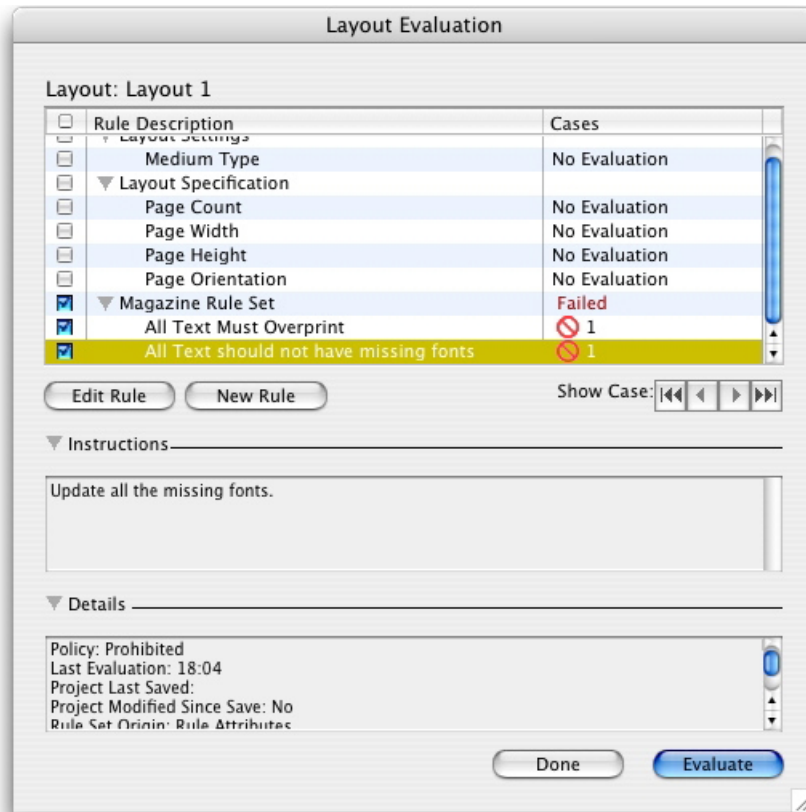 Layout Evaluation
Layout: Layout 1
Rule Description Cases
Layout Settings
Medium Type No Evaluation
Layout Specification
Page Count No Evaluation
Page Width No Evaluation
Page Height No Evaluation
Page Orientation No Evaluation
Magazine Rule Set Failed
All Text Must Overprint 1
All Text should not have missing fonts 1
Edit Rule New Rule Show Case:
Instructions
Update all the missing fonts.
Details
Policy: Prohibited
Last Evaluation: 18:04
Project Last Saved:
Project Modified Since Save: No
Rule Set Origin: Rule Attributes
Done Evaluate